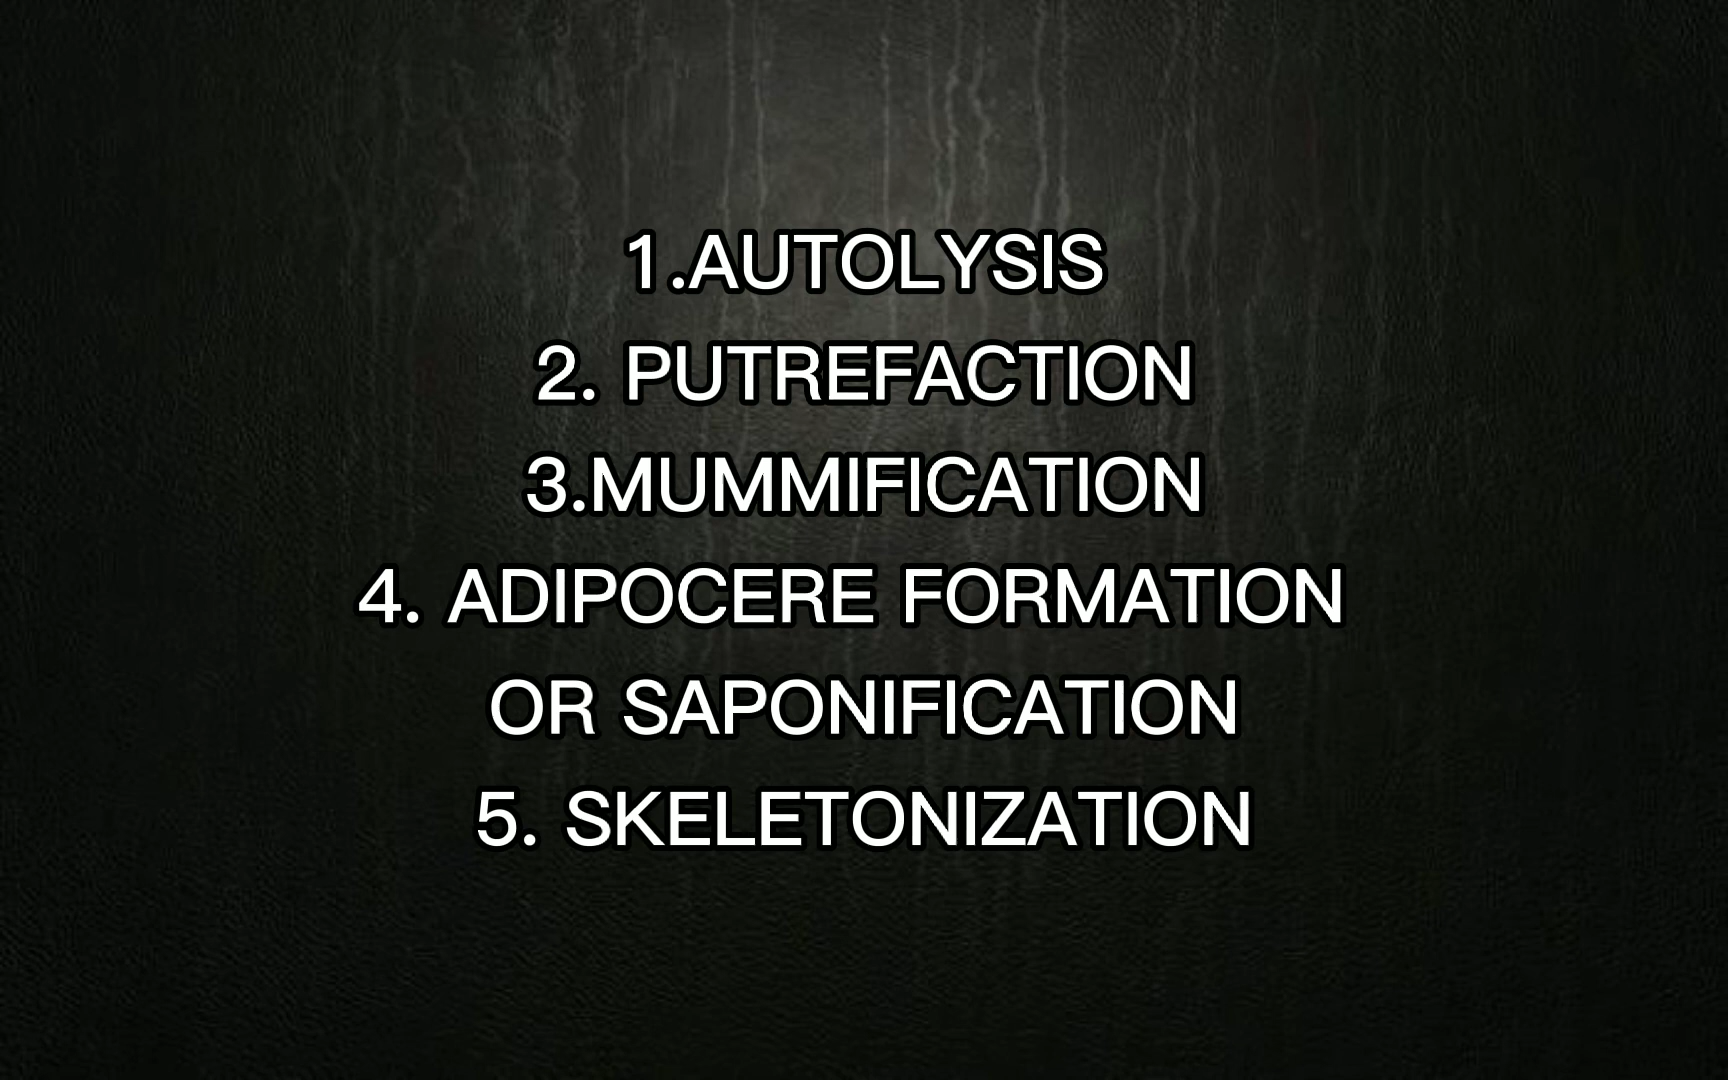 1.AUTOLYSIS
2. PUTREFACTION
3.MUMMIFICATION
4. ADIPOCERE FORMATION
OR SAPONIFICATION
5. SKELETONIZATION